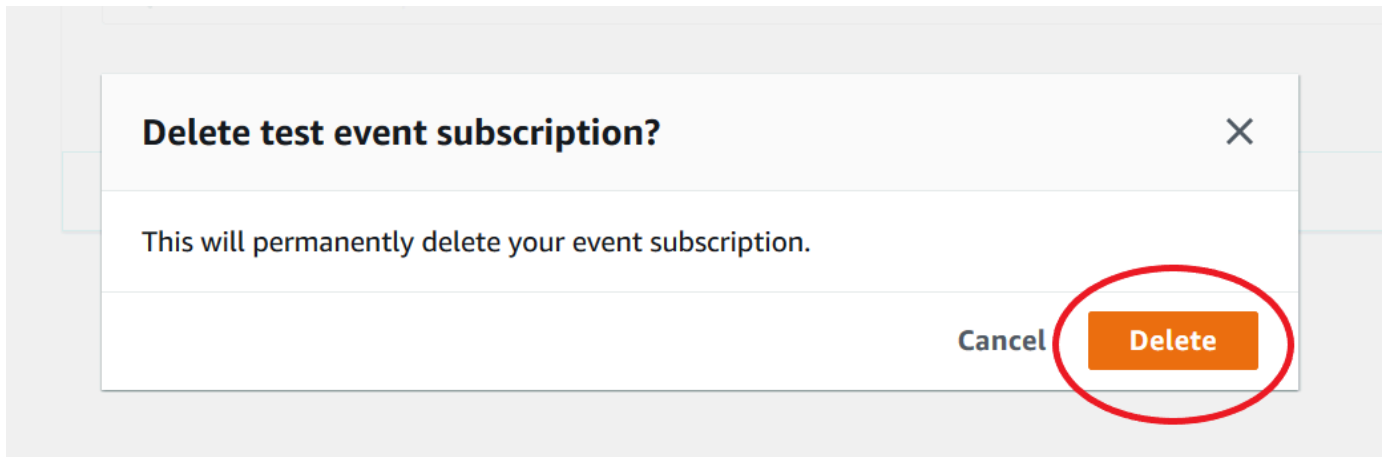 Delete test event subscription?
This will permanently delete your event subscription.
Cancel Delete